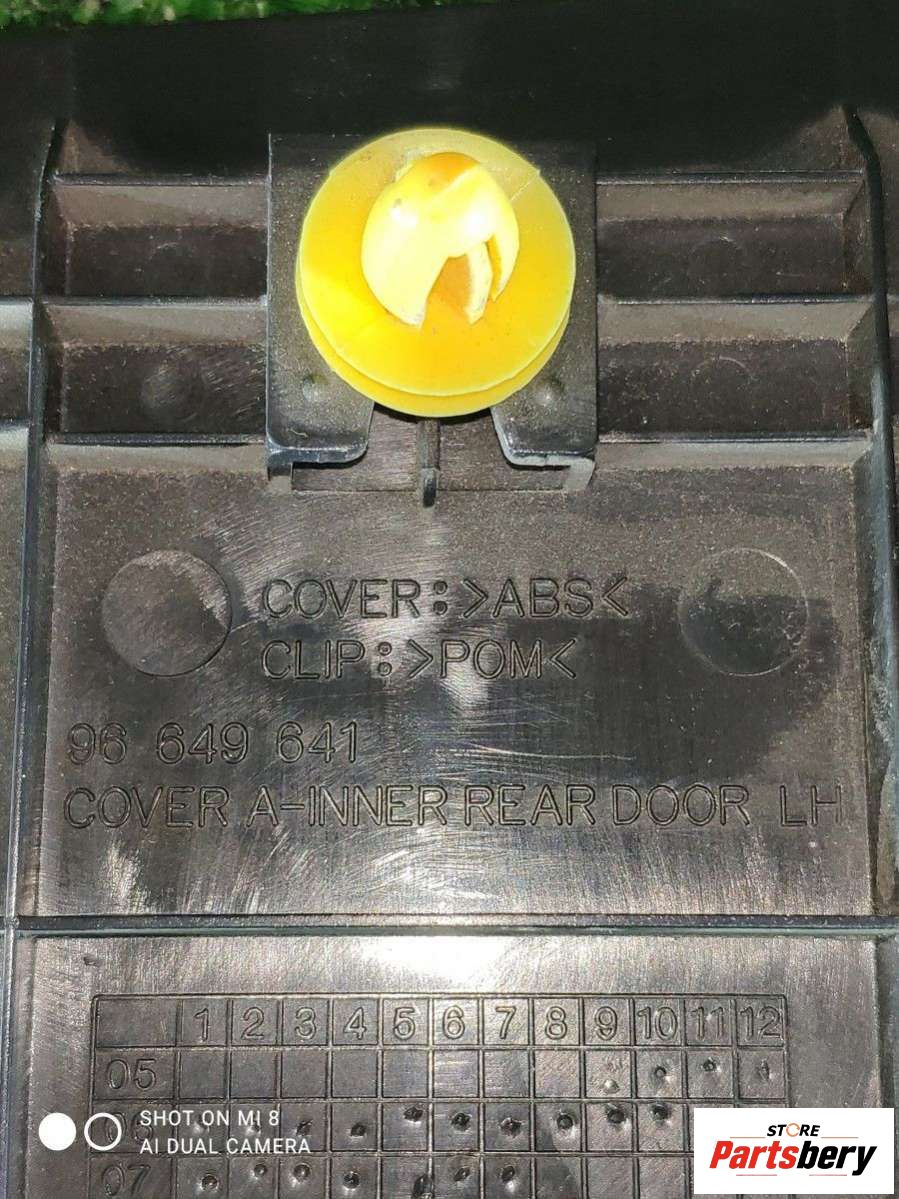 COVER:>ABS<
CLIP:>POM<
96 649 641
COVER A-INNER REAR DOOR LH
1 2 3 4 5 6 7 8 9 10 11 12
05
07
SHOT ON MI 8
AI DUAL CAMERA
STORE
Partsbery